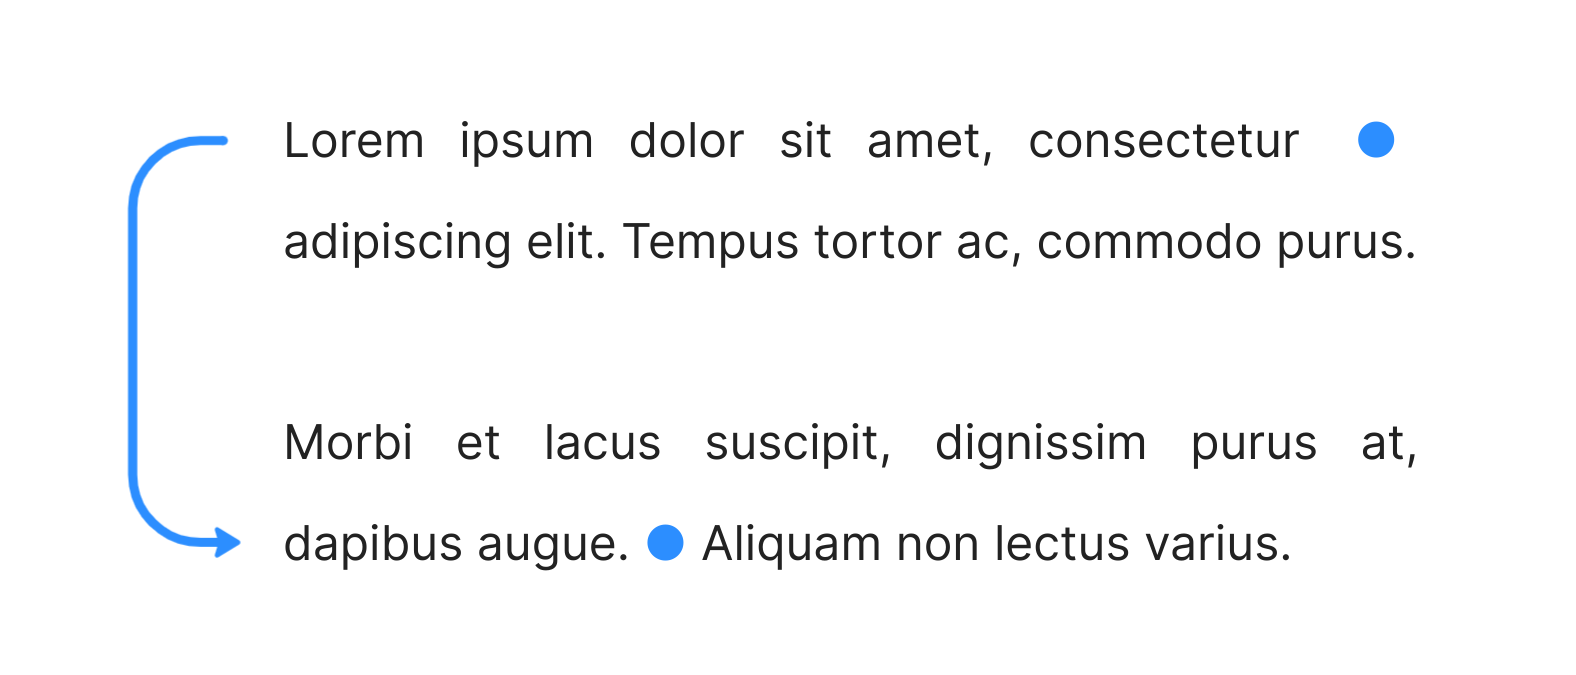 Lorem ipsum dolor sit amet, consectetur
adipiscing elit. Tempus tortor ac, commodo purus.
Morbi et lacus suscipit, dignissim purus at,
dapibus augue. Aliquam non lectus varius.